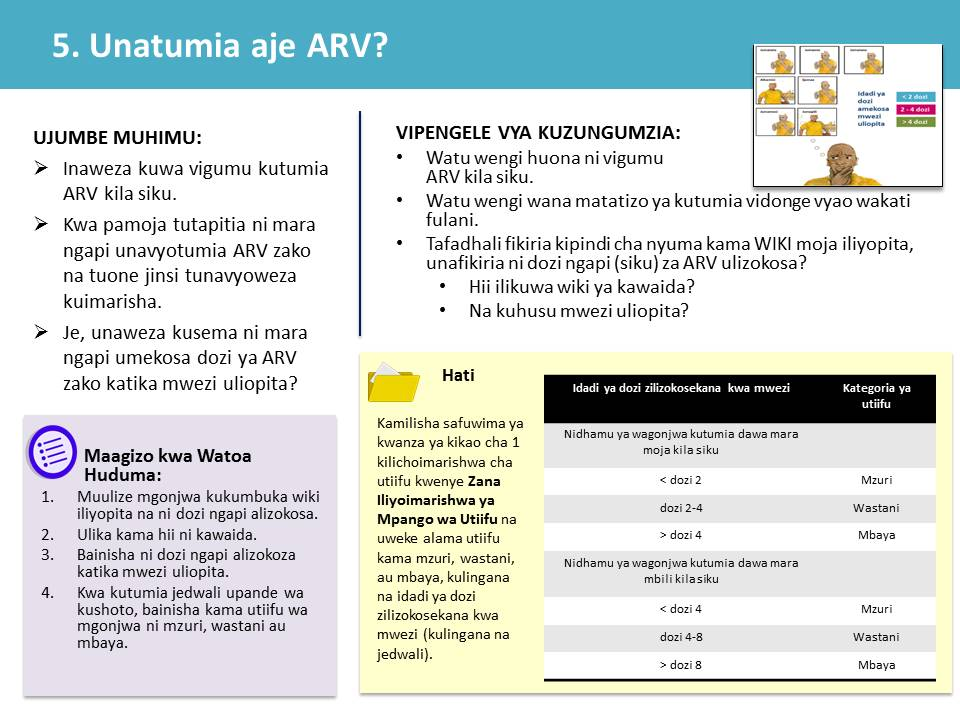 5. Unatumia aje ARV?
Idadi ya
dozi
amekosa
mwezi
uliopita
< 2 dozi
2 - 4 dozi
> 4 dozi
UJUMBE MUHIMU:
Inaweza kuwa vigumu kutumia
ARV kila siku.
Kwa pamoja tutapitia ni mara
ngapi unavyotumia ARV zako
na tuone jinsi tunavyoweza
kuimarisha.
Je, unaweza kusema ni mara
ngapi umekosa dozi ya ARV
zako katika mwezi uliopita?
VIPENGELE VYA KUZUNGUMZIA:
• Watu wengi huona ni vigumu
ARV kila siku.
• Watu wengi wana matatizo ya kutumia vidonge vyao wakati
fulani.
• Tafadhali fikiria kipindi cha nyuma kama WIKI moja iliyopita,
unafikiria ni dozi ngapi (siku) za ARV ulizokosa?
• Hii ilikuwa wiki ya kawaida?
• Na kuhusu mwezi uliopita?
Maagizo kwa Watoa
Huduma:
1. Muulize mgonjwa kukumbuka wiki
iliyopita na ni dozi ngapi alizokosa.
2. Ulika kama hii ni kawaida.
3. Bainisha ni dozi ngapi alizokoza
katika mwezi uliopita.
4. Kwa kutumia jedwali upande wa
kushoto, bainisha kama utiifu wa
mgonjwa ni mzuri, wastani au
mbaya.
Hati
Kamilisha safuwima ya
kwanza ya kikao cha 1
kilichoimarishwa cha
utiifu kwenye Zana
Iliyoimarishwa ya
Mpango wa Utiifu na
uweke alama utiifu
kama mzuri, wastani,
au mbaya, kulingana
na idadi ya dozi
zilizokosekana kwa
mwezi (kulingana na
jedwali).
Idadi ya dozi zilizokosekana kwa mwezi Kategoria ya
utiifu
Nidhamu ya wagonjwa kutumia dawa mara
moja kila siku
< dozi 2 Mzuri
dozi 2-4 Wastani
> dozi 4 Mbaya
Nidhamu ya wagonjwa kutumia dawa mara
mbili kila siku
< dozi 4 Mzuri
dozi 4-8 Wastani
> dozi 8 Mbaya